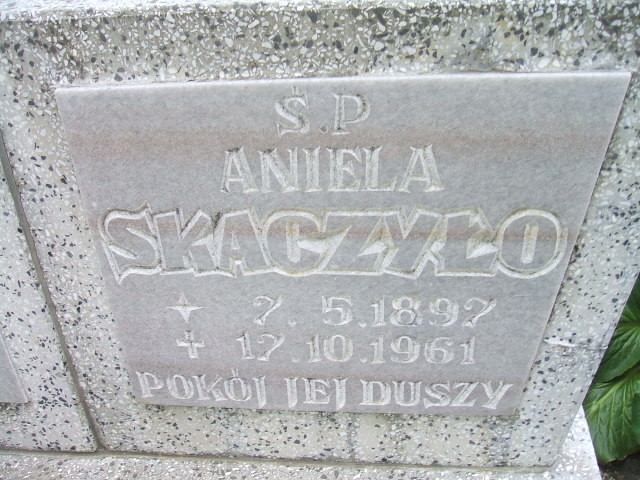 Ś.P
ANIELA
SKACZYŁO
7. 5.1897
17.10.1961
POKÓJ JEJ DUSZY